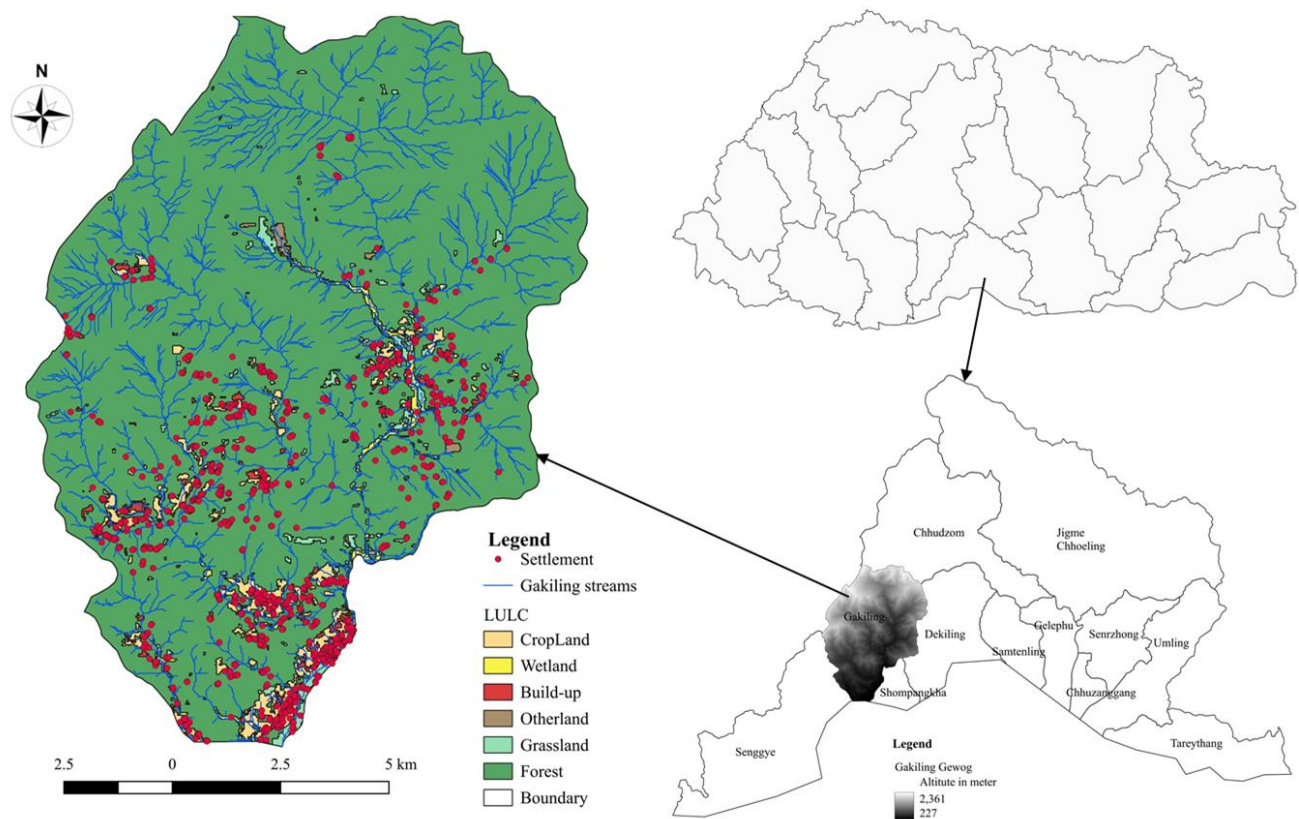 N
Legend
Settlement
Gakiling streams
LULC
CropLand
Wetland
Build-up
Otherland
Grassland
Forest
Boundary
2.5 0 2.5 5 km
Chhudzom
Jigme
Chhoeling
Gakiling
Dekiling
Gelephu
Samtenling
Senrzhong
Umling
Shompangkha
Chhuzanggang
Senggye
Tareythang
Legend
Gakiling Gewog
Altitute in meter
2,361
227